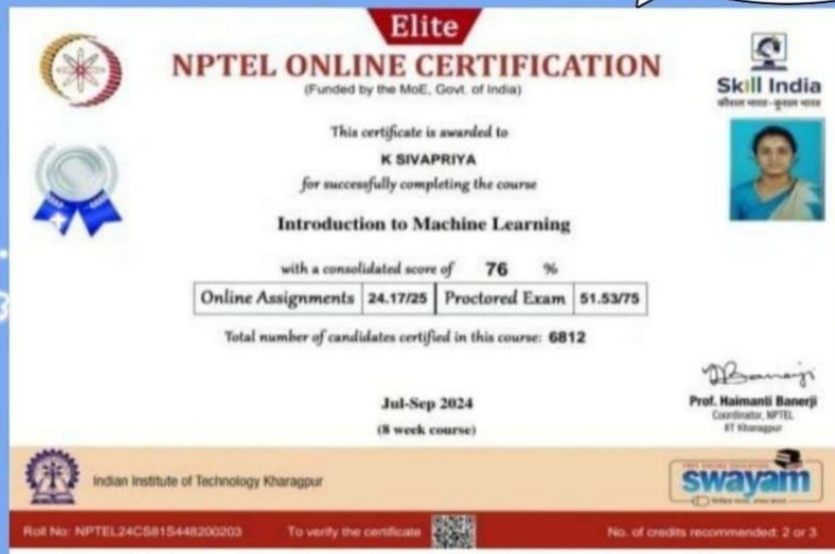 Elite
NPTEL ONLINE CERTIFICATION
(Funded by the MoE, Govt. of India)
Skill India
कौशल भारत - कुशल भारत
This certificate is awarded to
K SIVAPRIYA
for successfully completing the course
Introduction to Machine Learning
with a consolidated score of 76 %
Online Assignments 24.17/25 Proctored Exam 51.53/75
Total number of candidates certified in this course: 6812
Jul-Sep 2024
(8 week course)
Prof. Haimanti Banerji
Coordinator, NPTEL
IIT Kharagpur
Indian Institute of Technology Kharagpur
swayam
Roll No: NPTEL24CS81S448200203 To verify the certificate No. of credits recommended: 2 or 3